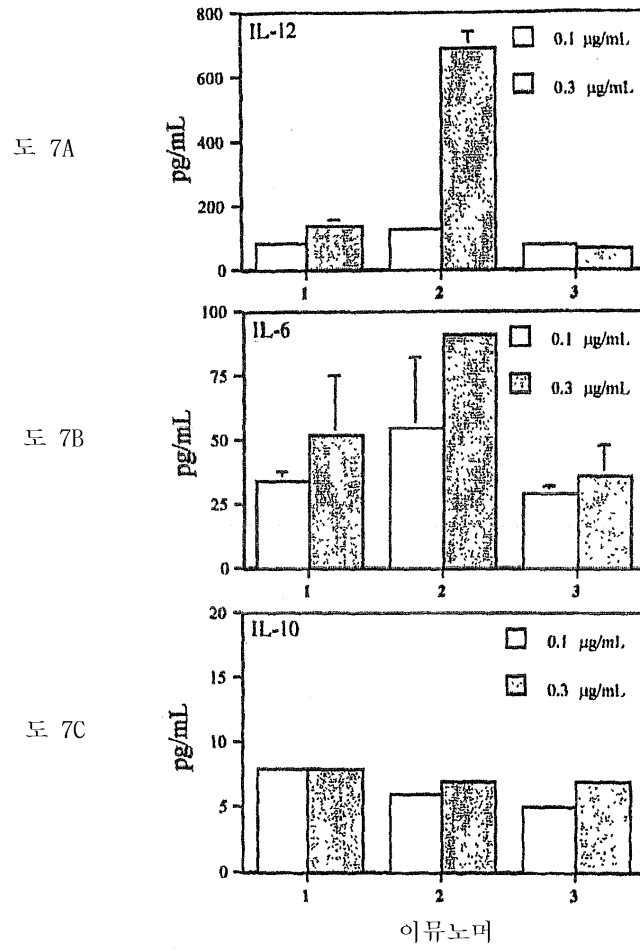 도 7A
IL-12
0.1 µg/mL
0.3 µg/mL
pg/mL
800
600
400
200
0
1 2 3
도 7B
IL-6
0.1 µg/mL
0.3 µg/mL
pg/mL
100
75
50
25
0
1 2 3
도 7C
IL-10
0.1 µg/mL
0.3 µg/mL
pg/mL
20
15
10
5
0
1 2 3
이뮤노머